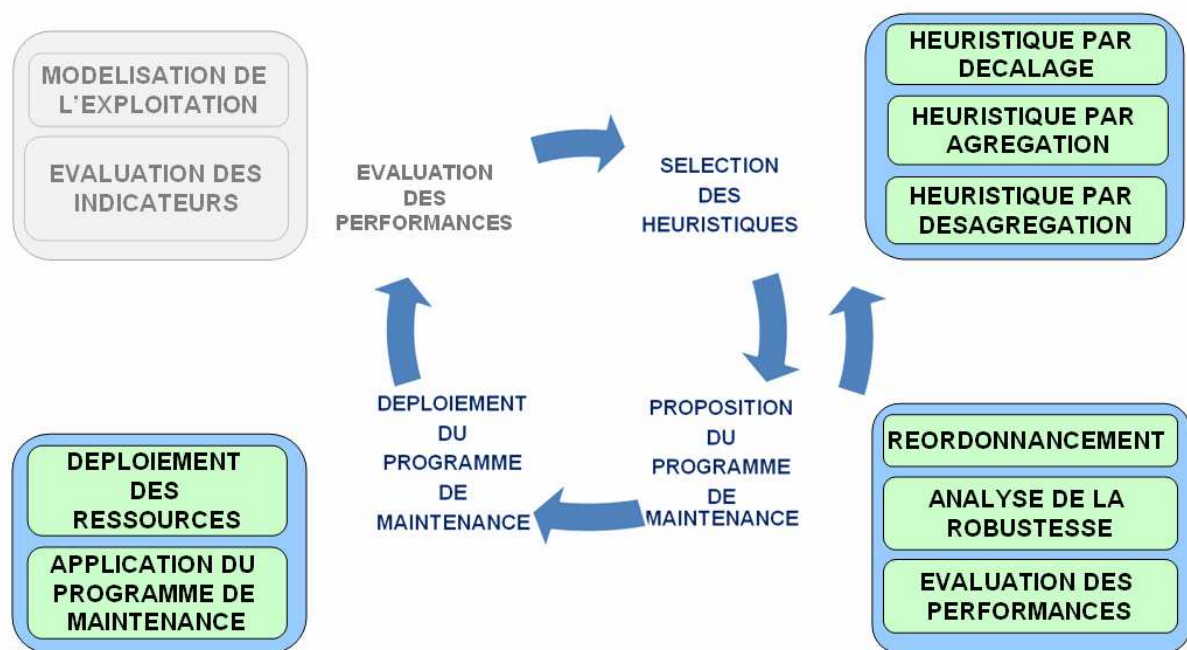 MODELISATION DE
L'EXPLOITATION
EVALUATION DES
INDICATEURS
EVALUATION
DES
PERFORMANCES
SELECTION
DES
HEURISTIQUES
HEURISTIQUE PAR
DECALAGE
HEURISTIQUE PAR
AGREGATION
HEURISTIQUE PAR
DESAGREGATION
DEPLOIEMENT
DES
RESSOURCES
APPLICATION DU
PROGRAMME DE
MAINTENANCE
DEPLOIEMENT
DU
PROGRAMME
DE
MAINTENANCE
PROPOSITION
DU
PROGRAMME
DE
MAINTENANCE
REORDONNANCEMENT
ANALYSE DE LA
ROBUSTESSE
EVALUATION DES
PERFORMANCES